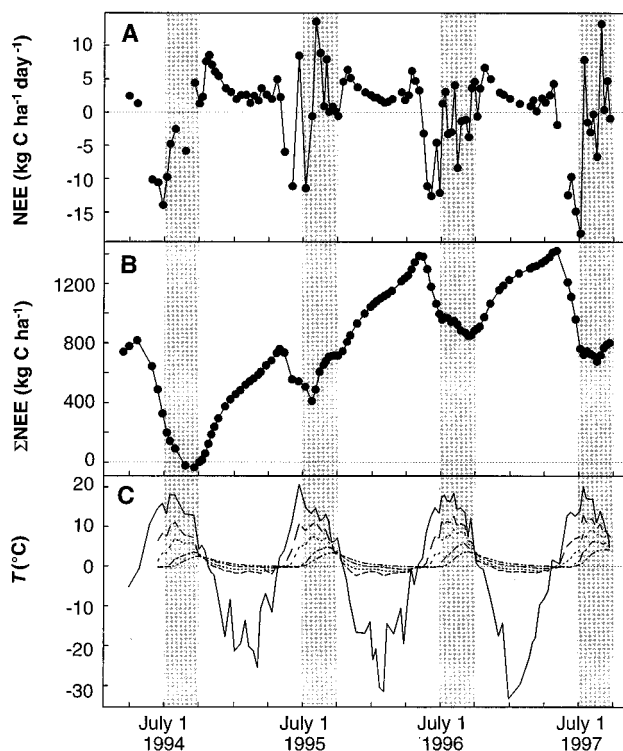 A
NEE (kg C ha⁻¹ day⁻¹)
10
5
0
-5
-10
-15
B
ΣNEE (kg C ha⁻¹)
1200
800
400
0
C
T (°C)
20
10
0
-10
-20
-30
July 1 July 1 July 1 July 1
1994 1995 1996 1997